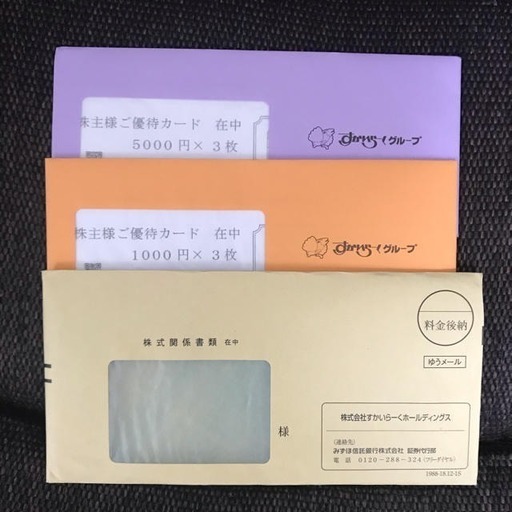 株主様ご優待カード 在中
5000円×3枚
すかいらーくグループ
株主様ご優待カード 在中
1000円×3枚
すかいらーくグループ
料金後納
ゆうメール
株式関係書類 在中
様
株式会社すかいらーくホールディングス
(連絡先)
みずほ信託銀行株式会社 証券代行部
電 話 0120-288-324(フリーダイヤル)
1988-18.12-1S